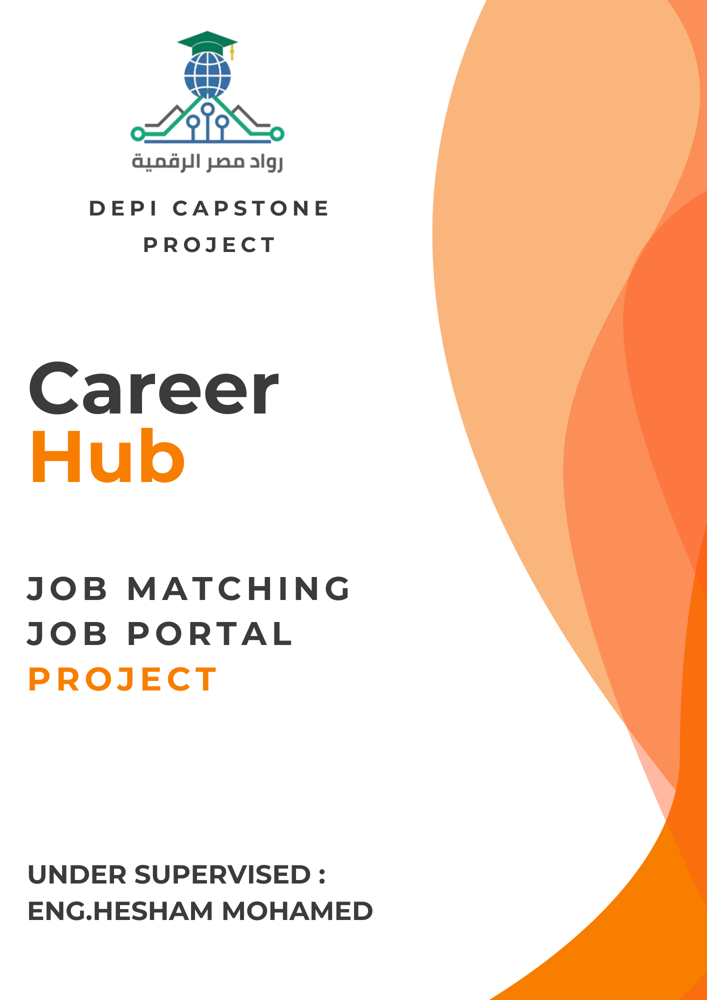 رواد مصر الرقمية
DEPI CAPSTONE
PROJECT
Career
Hub
JOB MATCHING
JOB PORTAL
PROJECT
UNDER SUPERVISED :
ENG.HESHAM MOHAMED